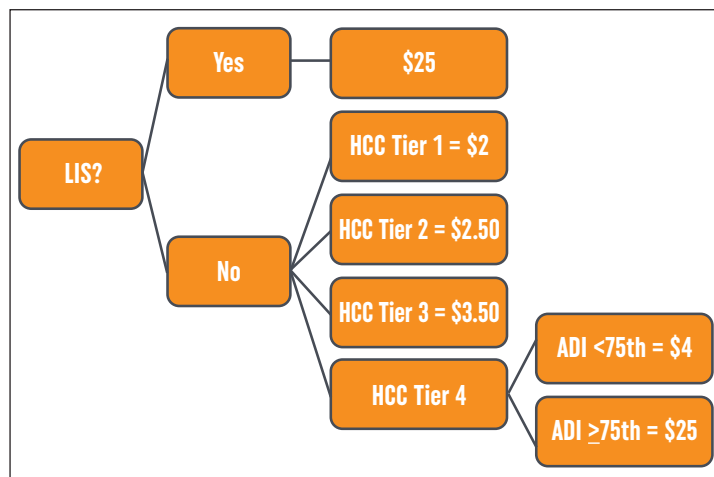 LIS?
Yes
$25
No
HCC Tier 1 = $2
HCC Tier 2 = $2.50
HCC Tier 3 = $3.50
HCC Tier 4
ADI <75th = $4
ADI ≥75th = $25